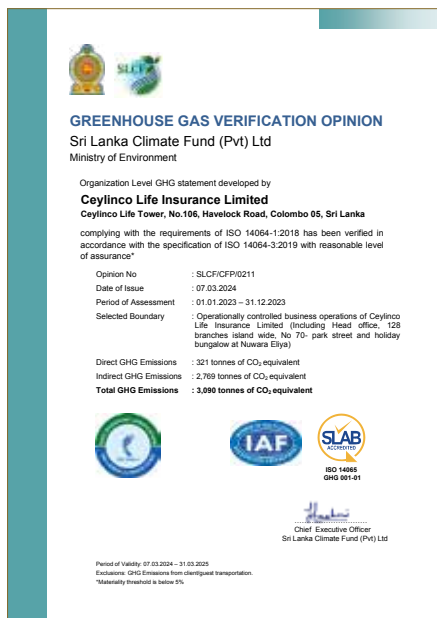 SLCF
GREENHOUSE GAS VERIFICATION OPINION
Sri Lanka Climate Fund (Pvt) Ltd
Ministry of Environment
Organization Level GHG statement developed by
Ceylinco Life Insurance Limited
Ceylinco Life Tower, No.106, Havelock Road, Colombo 05, Sri Lanka
complying with the requirements of ISO 14064-1:2018 has been verified in
accordance with the specification of ISO 14064-3:2019 with reasonable level
of assurance*
Opinion No : SLCF/CFP/0211
Date of Issue : 07.03.2024
Period of Assessment : 01.01.2023 – 31.12.2023
Selected Boundary : Operationally controlled business operations of Ceylinco
Life Insurance Limited (Including Head office, 128
branches island wide, No 70- park street and holiday
bungalow at Nuwara Eliya)
Direct GHG Emissions : 321 tonnes of CO₂ equivalent
Indirect GHG Emissions : 2,769 tonnes of CO₂ equivalent
Total GHG Emissions : 3,090 tonnes of CO₂ equivalent
IAF
SLAB
ACCREDITED
ISO 14065
GHG 001-01
Chief Executive Officer
Sri Lanka Climate Fund (Pvt) Ltd
Period of Validity: 07.03.2024 – 31.03.2025
Exclusions: GHG Emissions from client/guest transportation.
*Materiality threshold is below 5%